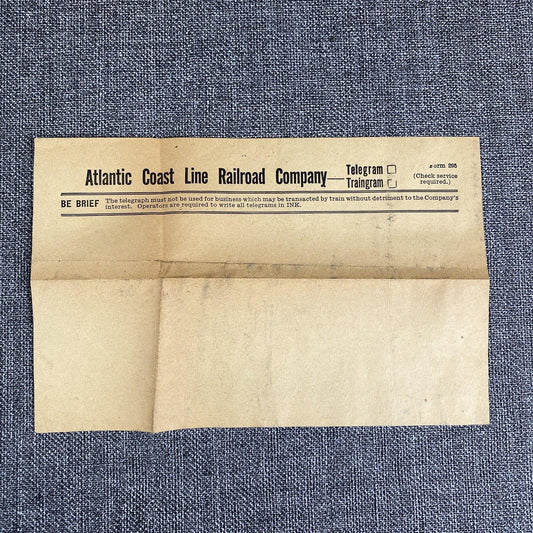 Atlantic Coast Line Railroad Company—Telegram ☐
Traingram ☐
Form 295
(Check service
required.)
BE BRIEF
The telegraph must not be used for business which may be transacted by train without detriment to the Company's
interest. Operators are required to write all telegrams in INK.